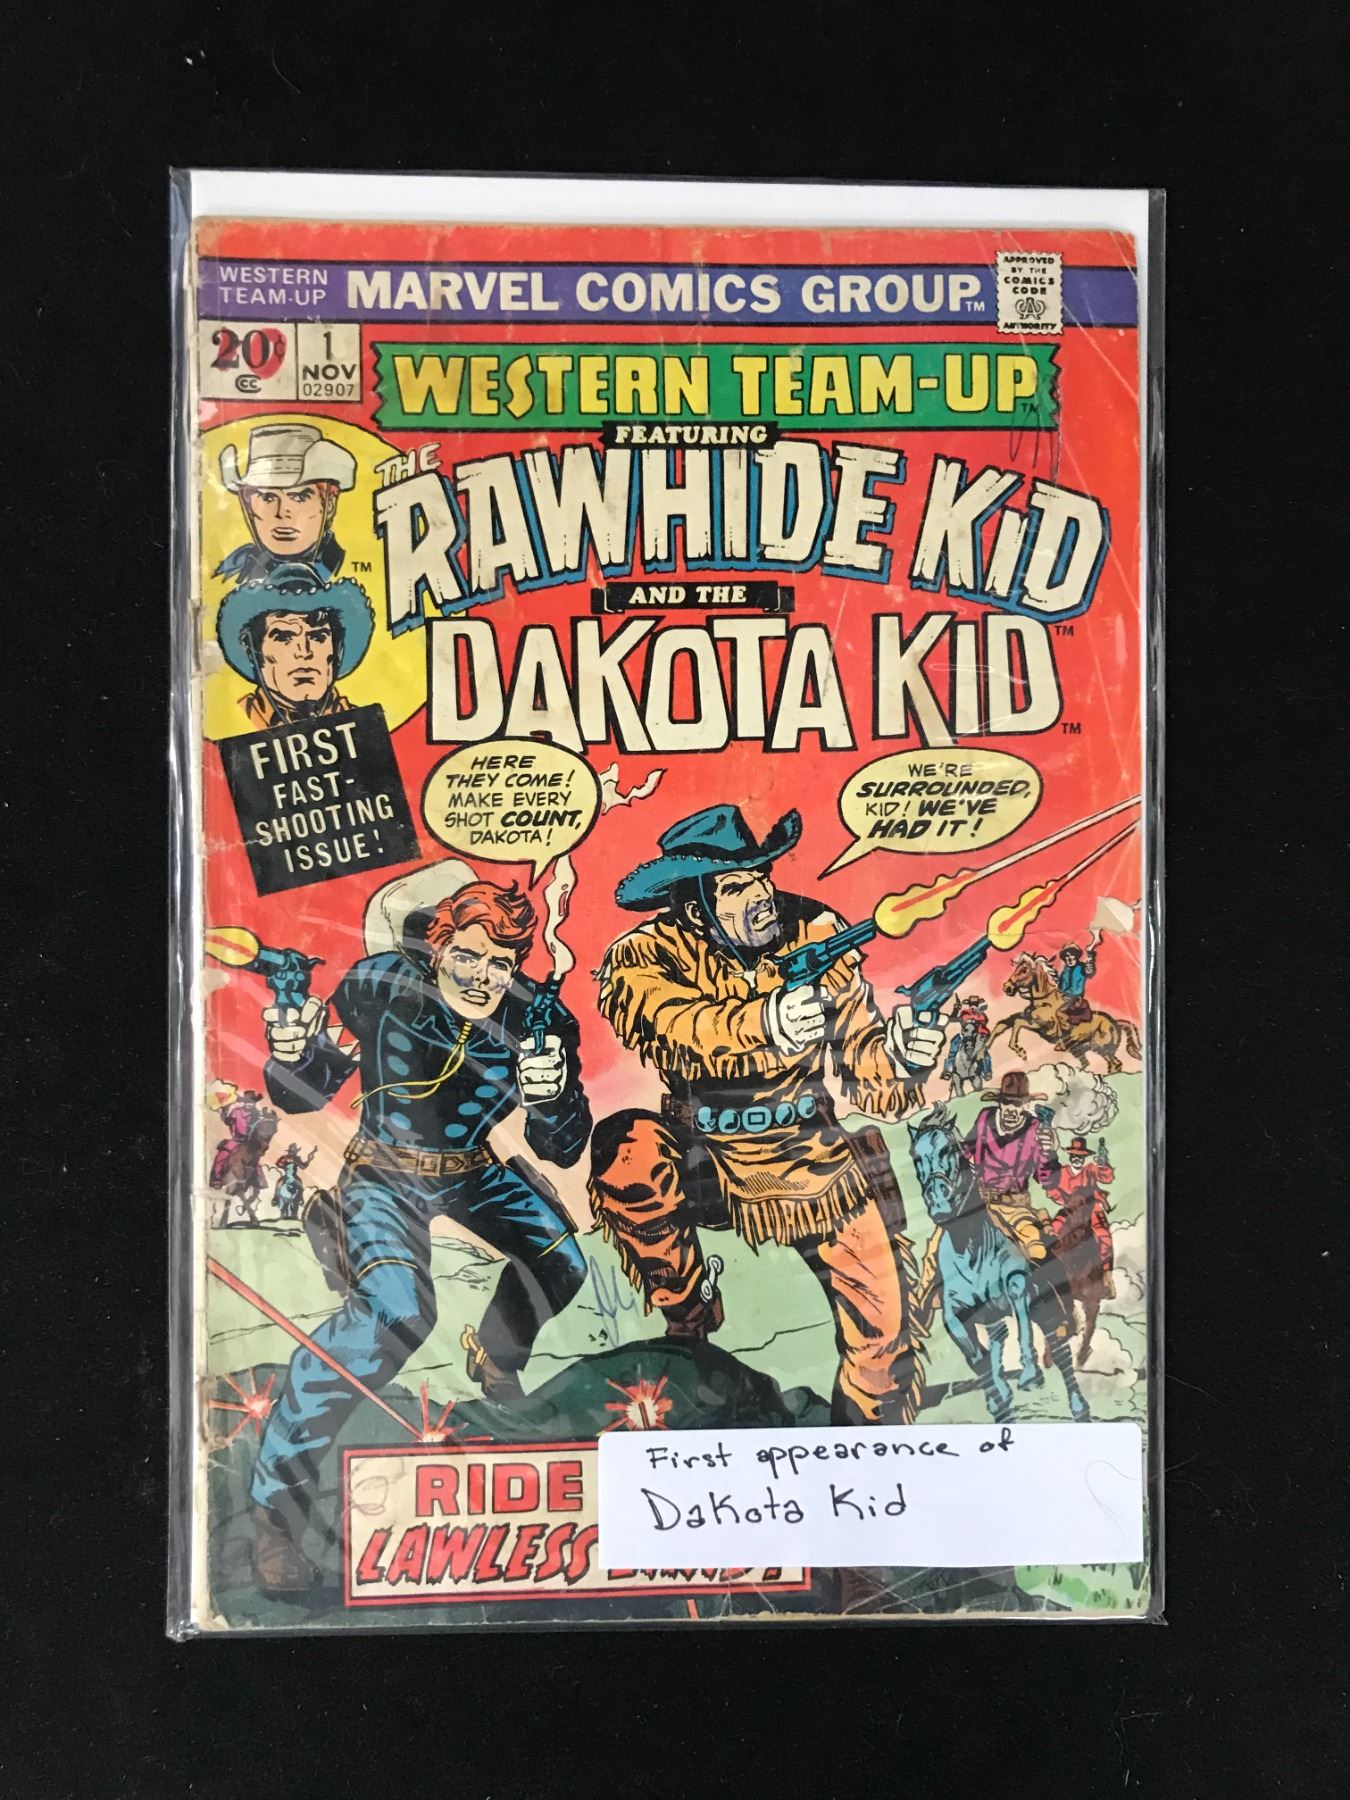 WESTERN TEAM-UP
MARVEL COMICS GROUP TM
APPROVED
BY THE
COMICS
CODE
AUTHORITY
20¢
CC
1
NOV
02907
WESTERN TEAM-UP TM
FEATURING
THE
RAWHIDE KID
TM
AND THE
DAKOTA KID
TM
TM
FIRST
FAST-
SHOOTING
ISSUE!
HERE
THEY COME!
MAKE EVERY
SHOT COUNT,
DAKOTA!
WE'RE
SURROUNDED,
KID! WE'VE
HAD IT!
RIDE
LAWLESS
First appearance of
Dakota Kid